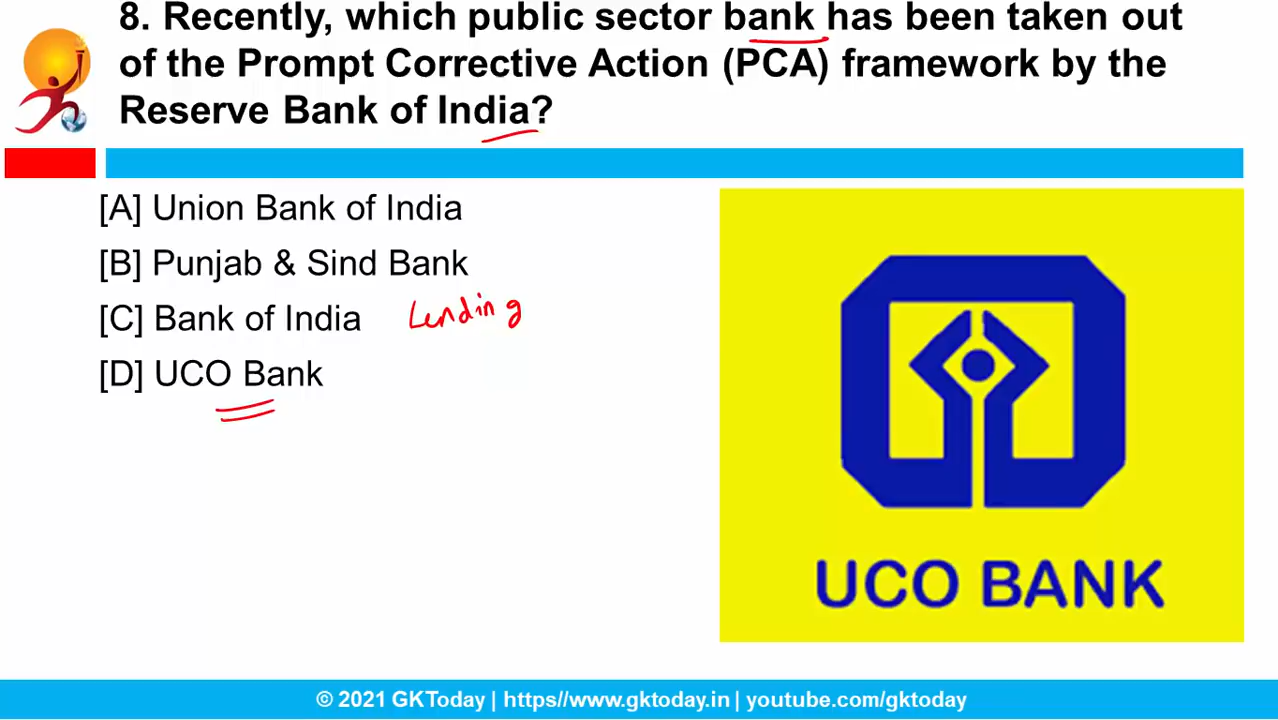 8. Recently, which public sector bank has been taken out
of the Prompt Corrective Action (PCA) framework by the
Reserve Bank of India?
[A] Union Bank of India
[B] Punjab & Sind Bank
[C] Bank of India Lending
[D] UCO Bank
UCO BANK
© 2021 GKToday | https//www.gktoday.in | youtube.com/gktoday